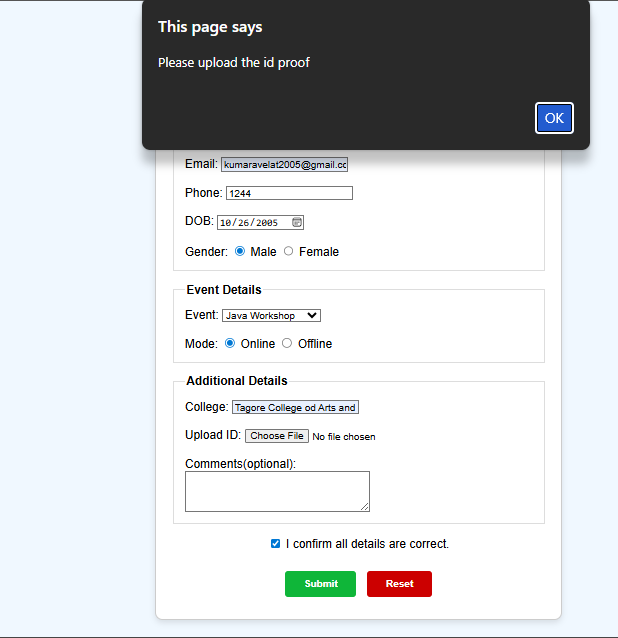 This page says
Please upload the id proof
OK
Email: kumaravelat2005@gmail.cc
Phone: 1244
DOB: 10/26/2005
Gender: Male Female
Event Details
Event: Java Workshop
Mode: Online Offline
Additional Details
College: Tagore College od Arts and
Upload ID: Choose File No file chosen
Comments(optional):
I confirm all details are correct.
Submit Reset